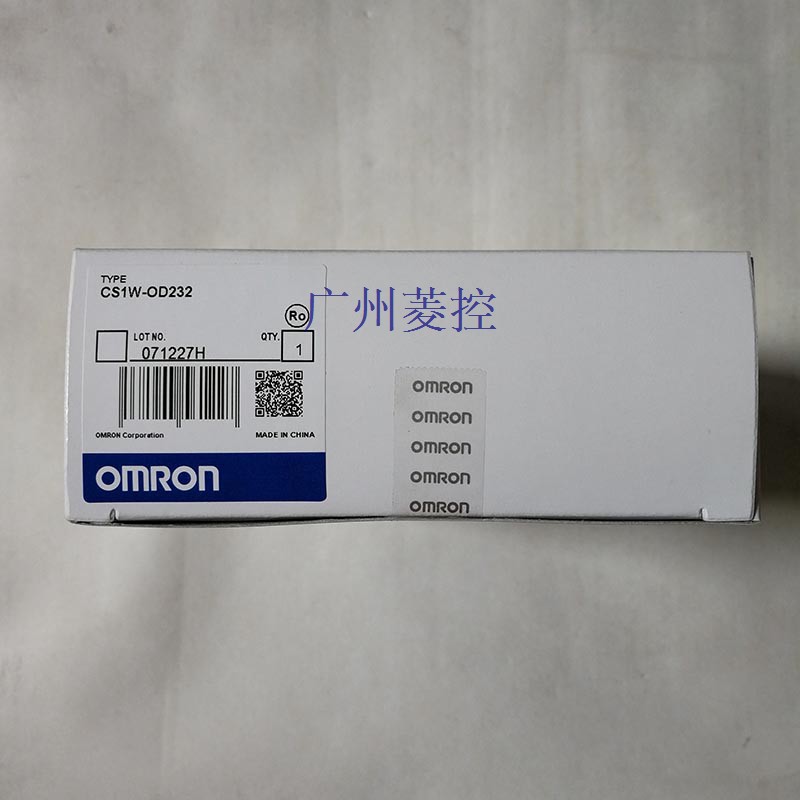 TYPE
CS1W-OD232
Ro
广州菱控
LOT NO.
QTY.
071227H
1
OMRON Corporation
MADE IN CHINA
OMRON
OMRON
OMRON
OMRON
OMRON
OMRON